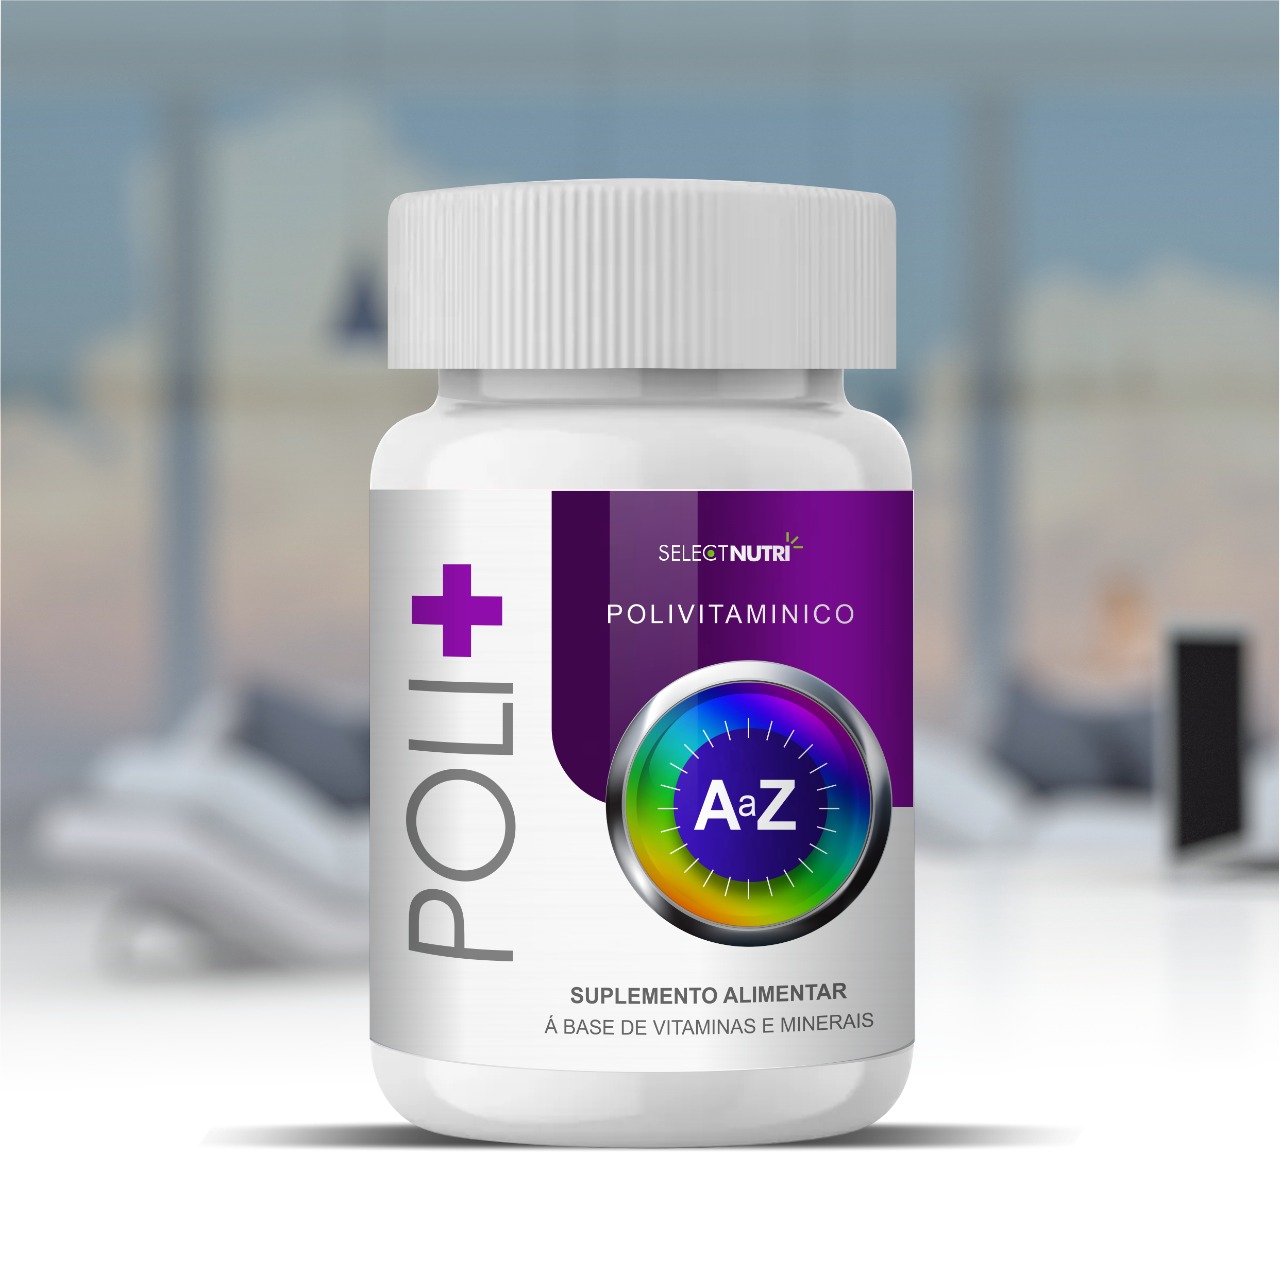 POLI+
SELECTNUTRI
POLIVITAMINICO
AaZ
SUPLEMENTO ALIMENTAR
Á BASE DE VITAMINAS E MINERAIS